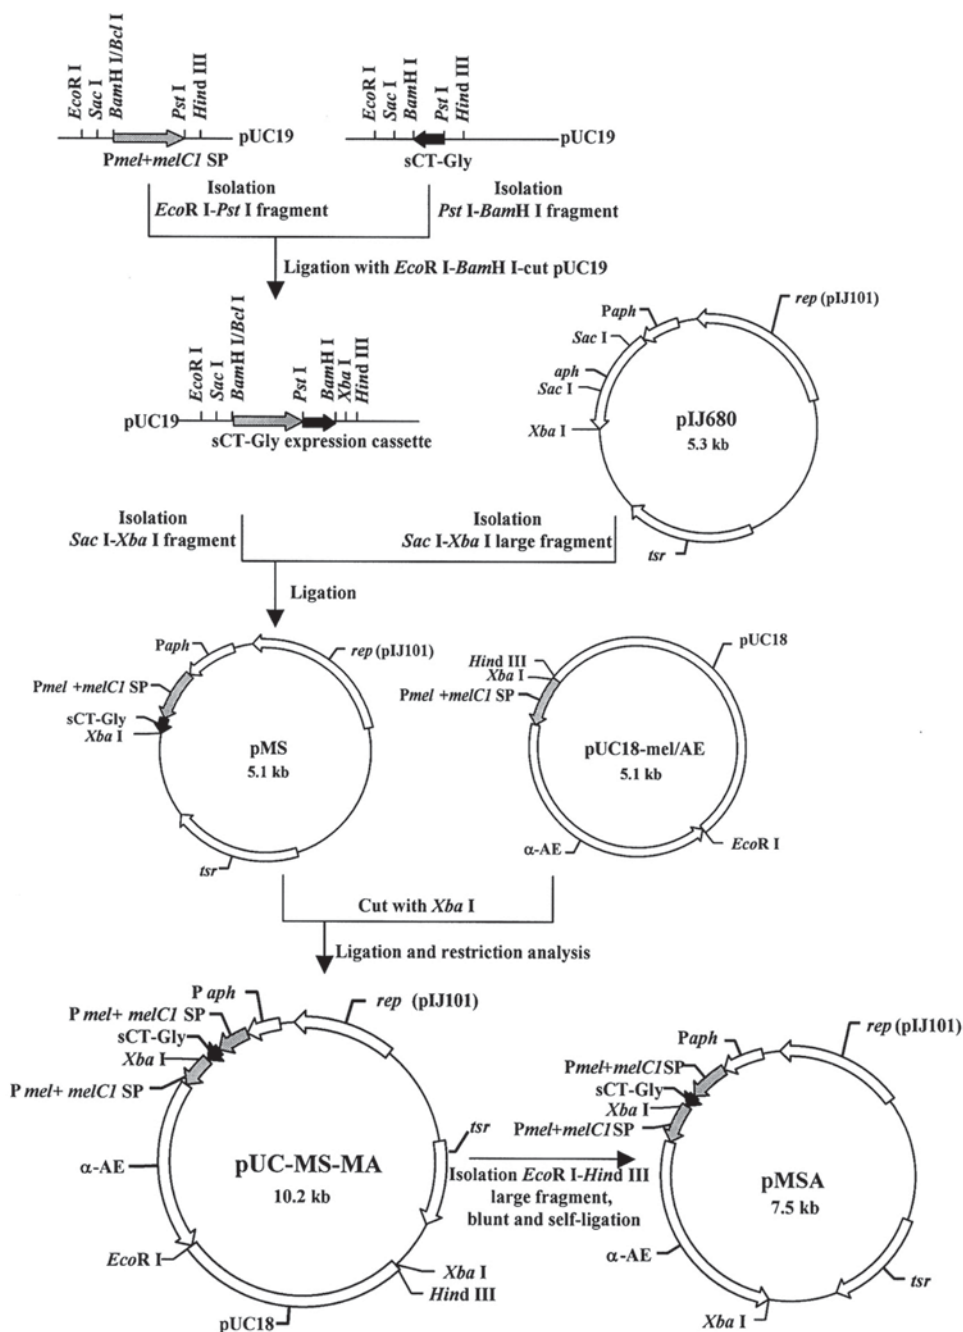 EcoR I
Sac I
BamH I/Bcl I
Pst I
Hind III
pUC19
Pmel+melC1 SP
EcoR I
Sac I
BamH I
Pst I
Hind III
pUC19
sCT-Gly
Isolation
EcoR I-Pst I fragment
Isolation
Pst I-BamH I fragment
Ligation with EcoR I-BamH I-cut pUC19
EcoR I
Sac I
BamH I/Bcl I
Pst I
BamH I
Xba I
Hind III
pUC19
sCT-Gly expression cassette
Paph
rep (pIJ101)
Sac I
aph
Sac I
Xba I
pIJ680
5.3 kb
tsr
Isolation
Sac I-Xba I fragment
Isolation
Sac I-Xba I large fragment
Ligation
Paph
rep (pIJ101)
Pmel +melC1 SP
sCT-Gly
Xba I
pMS
5.1 kb
tsr
pUC18
Hind III
Xba I
Pmel +melC1 SP
pUC18-mel/AE
5.1 kb
α-AE
EcoR I
Cut with Xba I
Ligation and restriction analysis
P aph
rep (pIJ101)
P mel+ melC1 SP
sCT-Gly
Xba I
P mel+ melC1 SP
tsr
α-AE
pUC-MS-MA
10.2 kb
EcoR I
Xba I
Hind III
pUC18
Isolation EcoR I-Hind III
large fragment,
blunt and self-ligation
Paph
rep (pIJ101)
Pmel+melC1SP
sCT-Gly
Xba I
Pmel+melC1SP
pMSA
7.5 kb
α-AE
tsr
Xba I